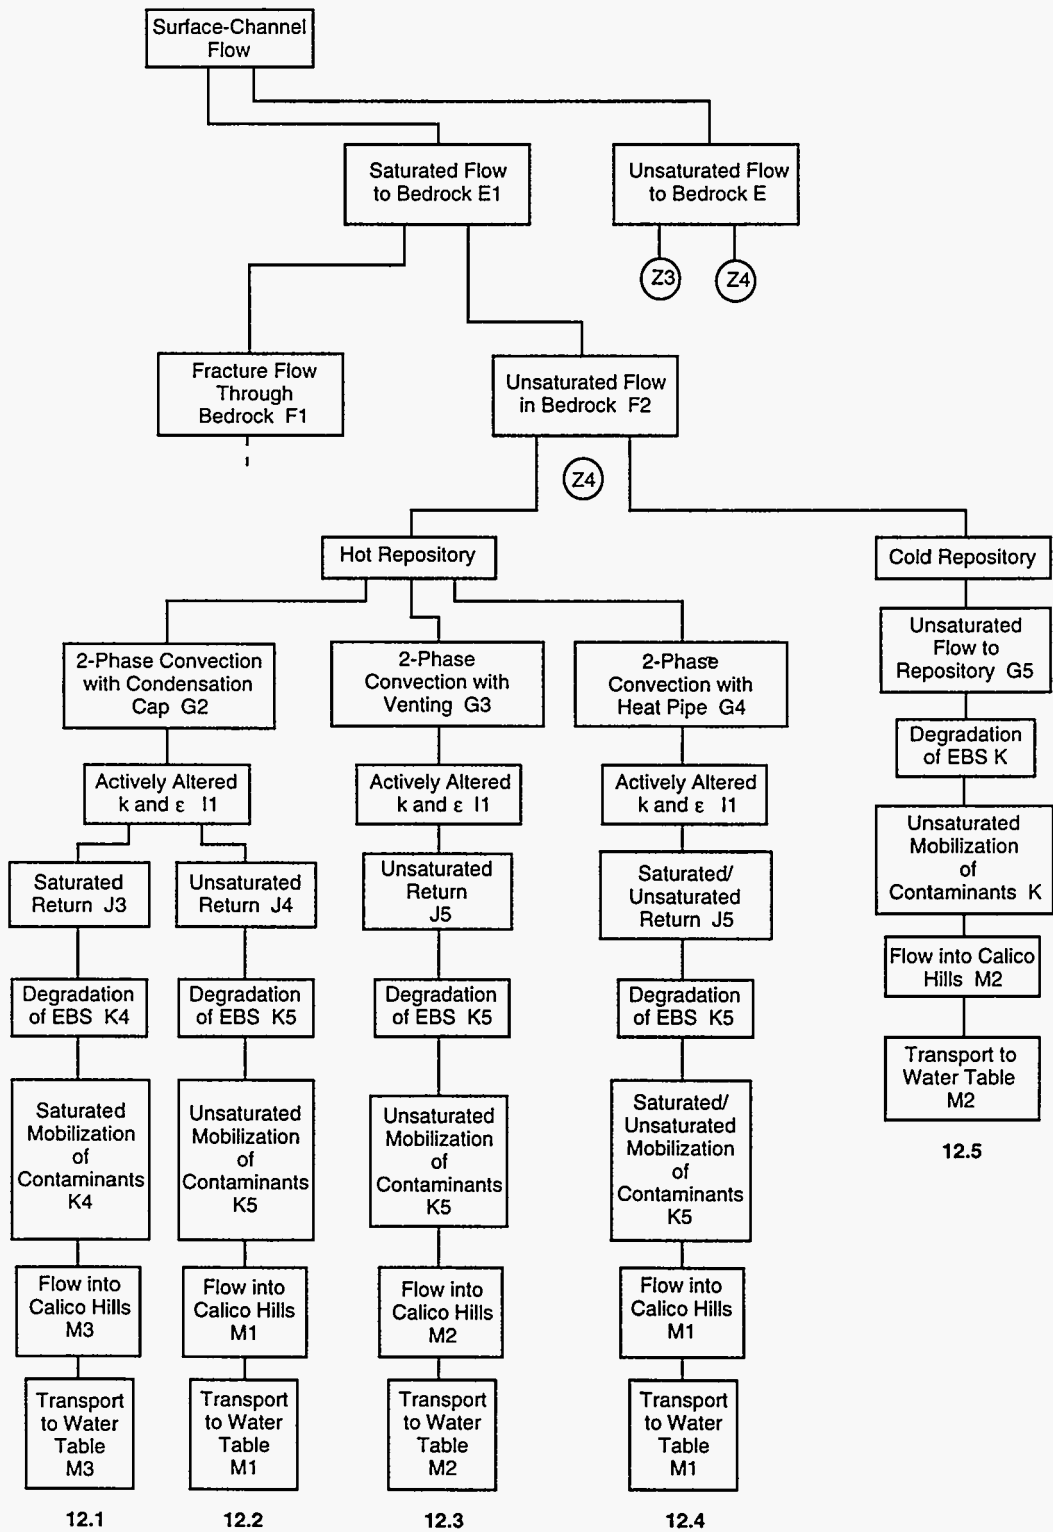 Surface-Channel
Flow
Saturated Flow
to Bedrock E1
Unsaturated Flow
to Bedrock E
Z3
Z4
Fracture Flow
Through
Bedrock F1
Unsaturated Flow
in Bedrock F2
Z4
Hot Repository
Cold Repository
2-Phase Convection
with Condensation
Cap G2
2-Phase
Convection with
Venting G3
2-Phase
Convection with
Heat Pipe G4
Unsaturated
Flow to
Repository G5
Actively Altered
k and ε I1
Actively Altered
k and ε I1
Actively Altered
k and ε I1
Degradation
of EBS K
Saturated
Return J3
Unsaturated
Return J4
Unsaturated
Return
J5
Saturated/
Unsaturated
Return J5
Unsaturated
Mobilization
of
Contaminants K
Degradation
of EBS K4
Degradation
of EBS K5
Degradation
of EBS K5
Degradation
of EBS K5
Flow into Calico
Hills M2
Saturated
Mobilization
of
Contaminants
K4
Unsaturated
Mobilization
of
Contaminants
K5
Unsaturated
Mobilization
of
Contaminants
K5
Saturated/
Unsaturated
Mobilization
of
Contaminants
K5
Transport to
Water Table
M2
12.5
Flow into
Calico Hills
M3
Flow into
Calico Hills
M1
Flow into
Calico Hills
M2
Flow into
Calico Hills
M1
Transport
to Water
Table
M3
Transport
to Water
Table
M1
Transport
to Water
Table
M2
Transport
to Water
Table
M1
12.1
12.2
12.3
12.4